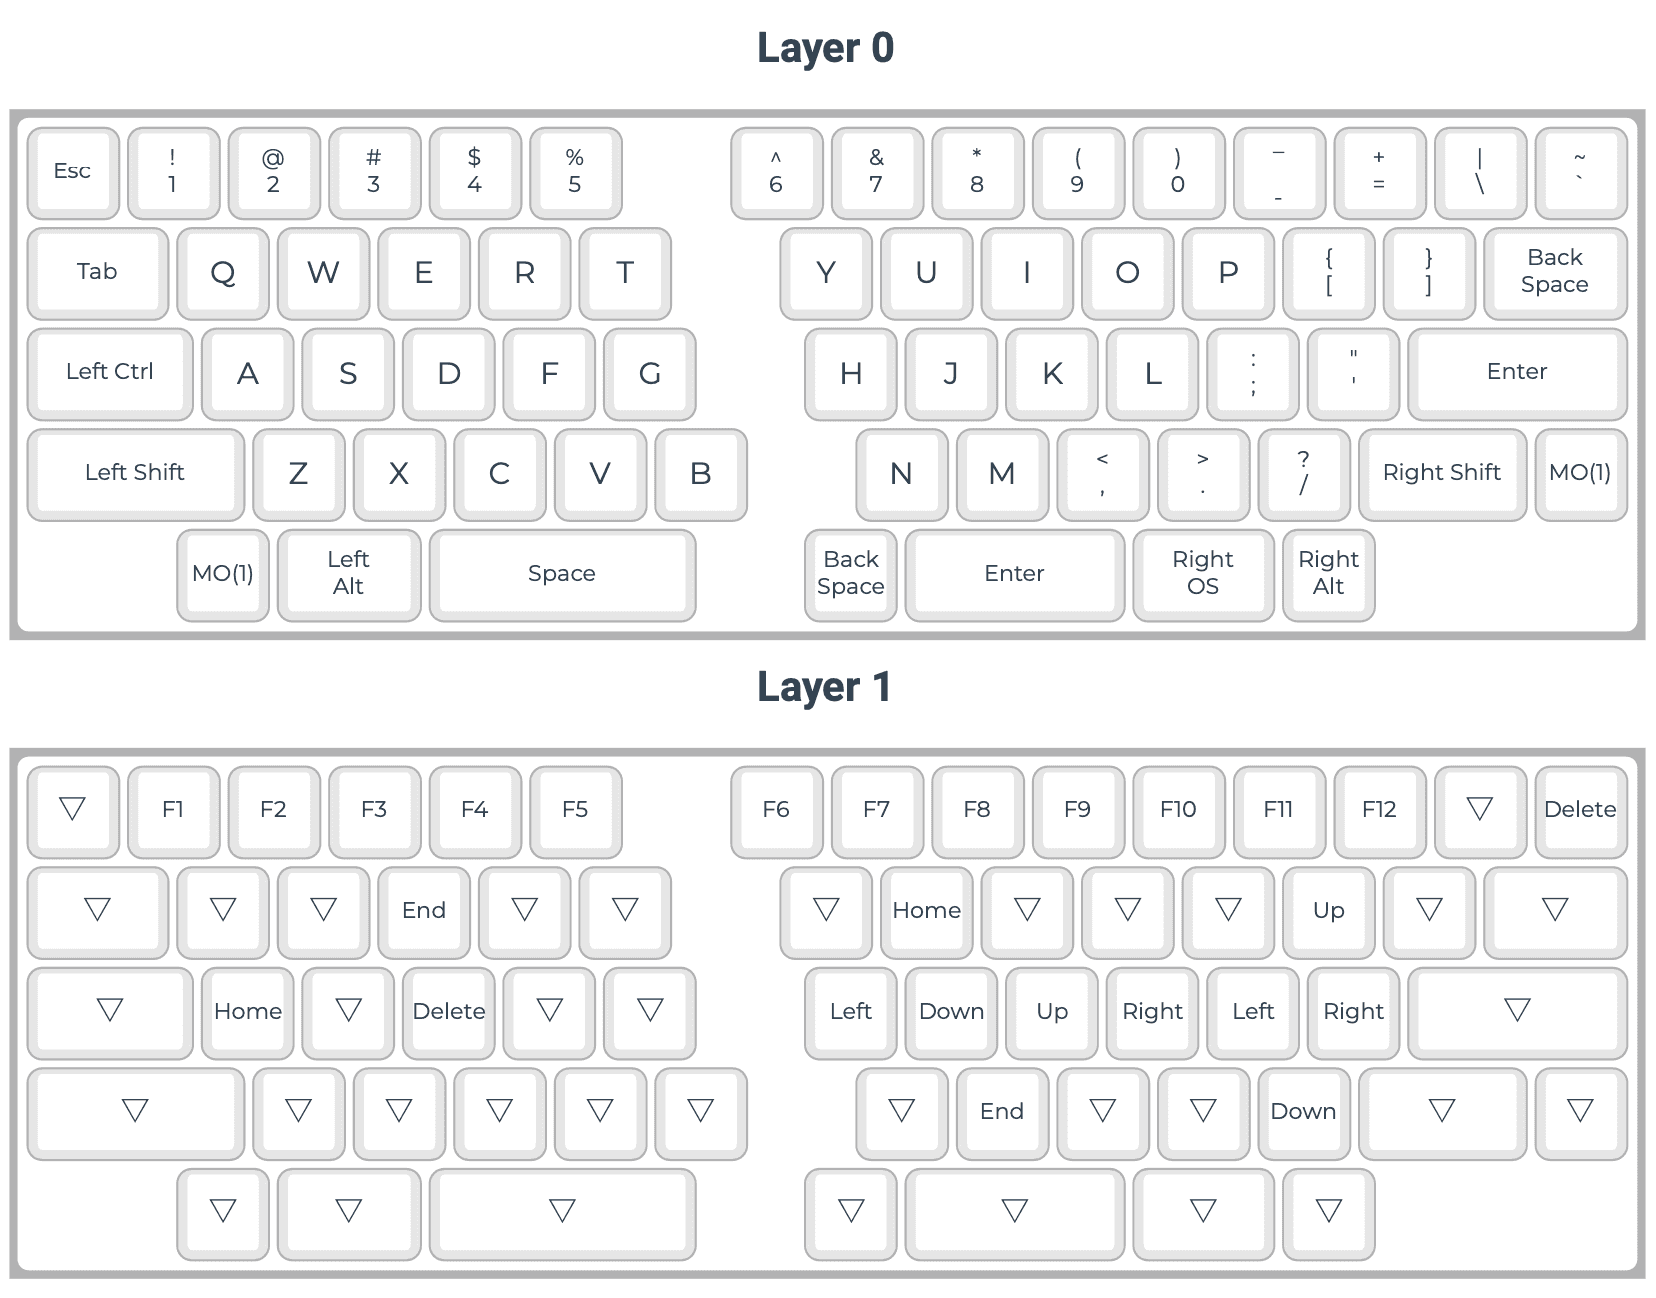 Layer 0
Esc ! 1 @ 2 # 3 $ 4 % 5 ^ 6 & 7 * 8 ( 9 ) 0 _ - + = | \ ~ `
Tab Q W E R T Y U I O P { [ } ] Back Space
Left Ctrl A S D F G H J K L : ; " ' Enter
Left Shift Z X C V B N M < , > . ? / Right Shift MO(1)
MO(1) Left Alt Space Back Space Enter Right OS Right Alt
Layer 1
▽ F1 F2 F3 F4 F5 F6 F7 F8 F9 F10 F11 F12 ▽ Delete
▽ ▽ ▽ End ▽ ▽ ▽ Home ▽ ▽ ▽ Up ▽ ▽
▽ Home ▽ Delete ▽ ▽ Left Down Up Right Left Right ▽
▽ ▽ ▽ ▽ ▽ ▽ ▽ End ▽ ▽ Down ▽ ▽
▽ ▽ ▽ ▽ ▽ ▽ ▽